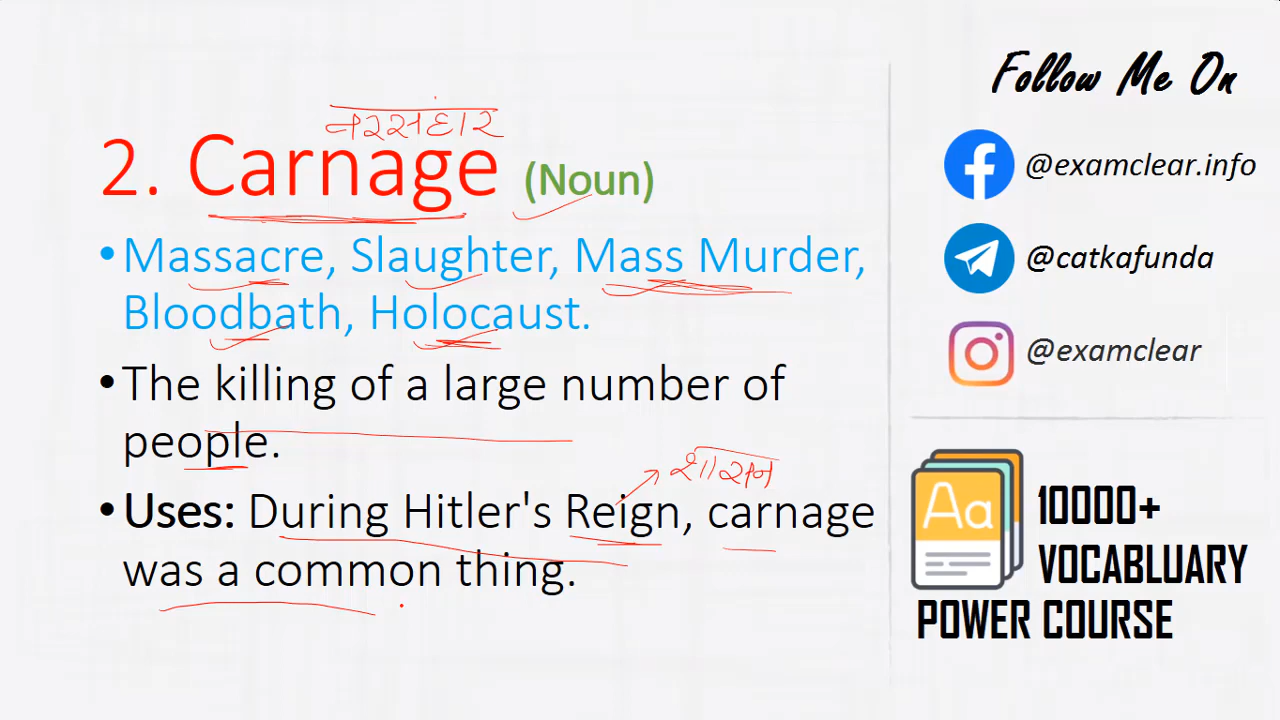 नरसंहार
2. Carnage (Noun)
•Massacre, Slaughter, Mass Murder,
Bloodbath, Holocaust.
•The killing of a large number of
people.
शासन
•Uses: During Hitler's Reign, carnage
was a common thing.
Follow Me On
@examclear.info
@catkafunda
@examclear
Aa
10000+
VOCABLUARY
POWER COURSE